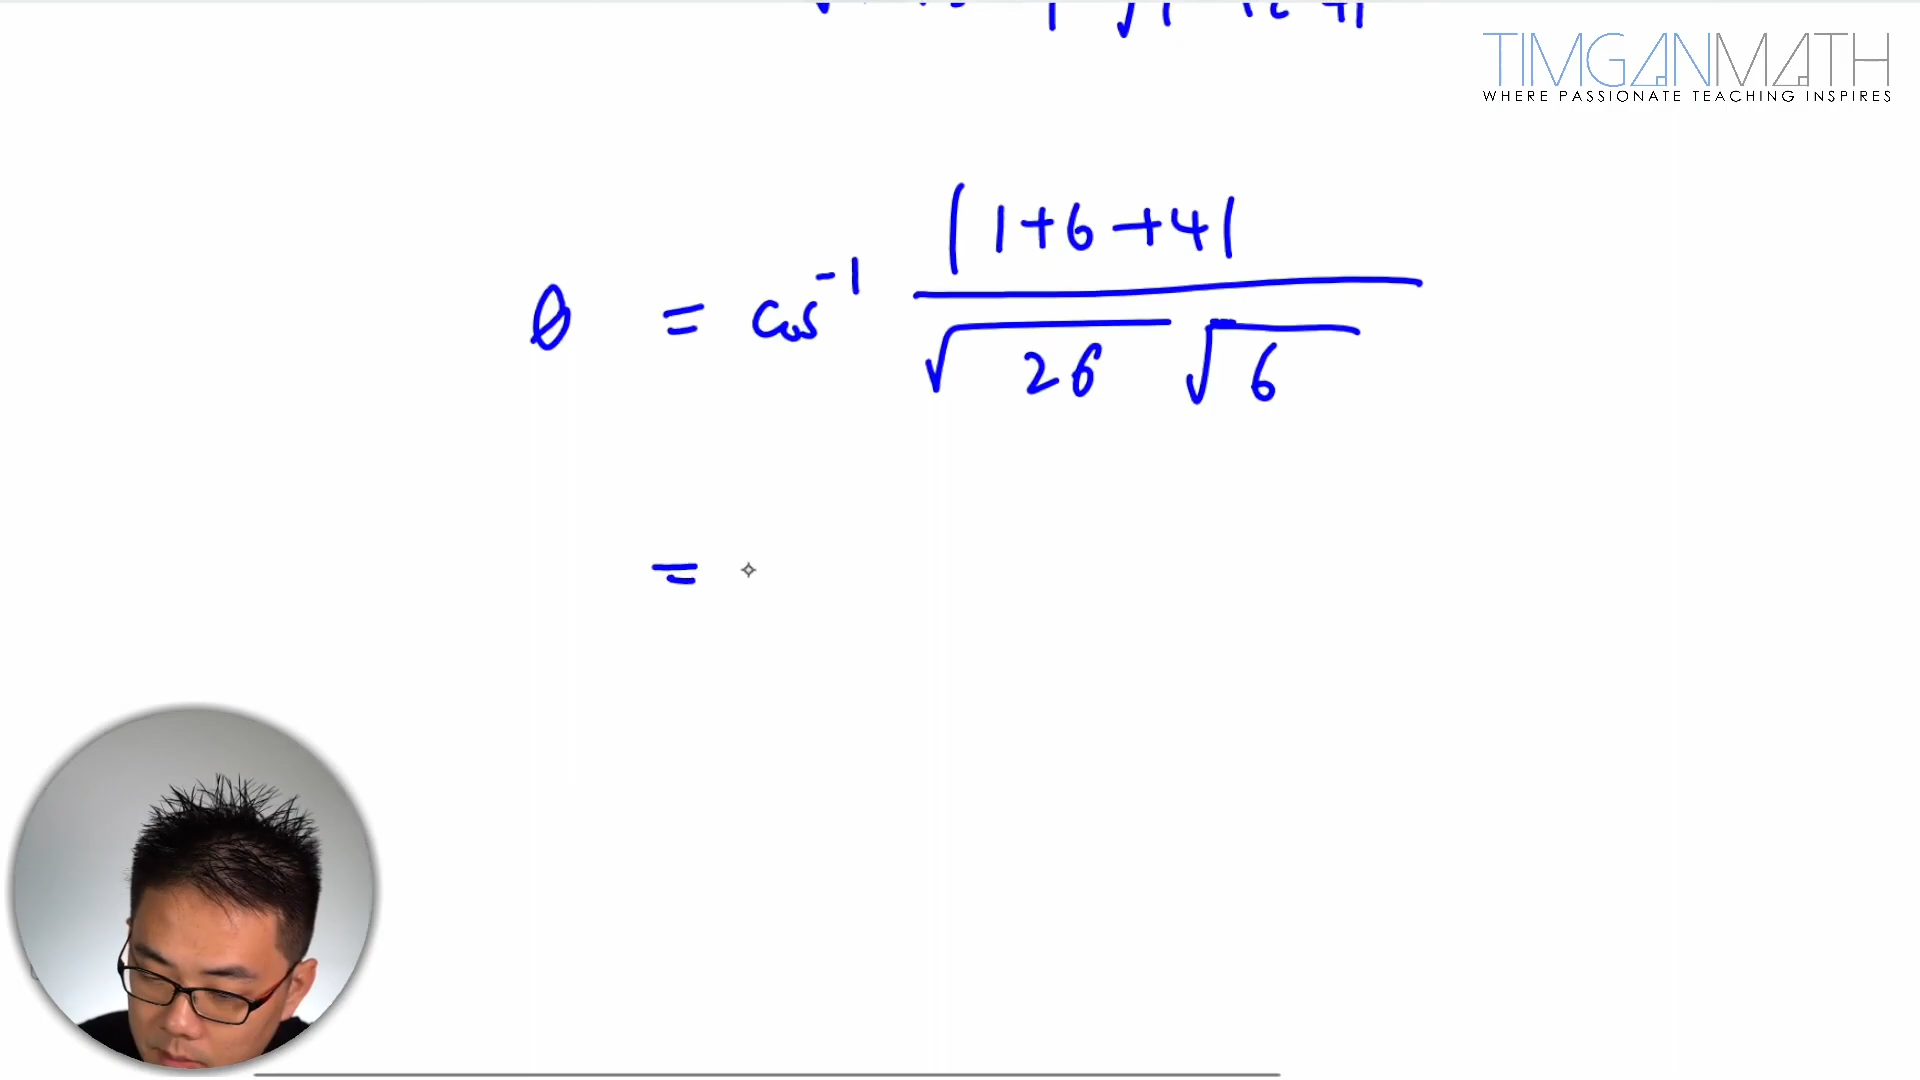 TIMGANMATH
WHERE PASSIONATE TEACHING INSPIRES
θ = cos⁻¹ |1+6+4| / √26 √6
=